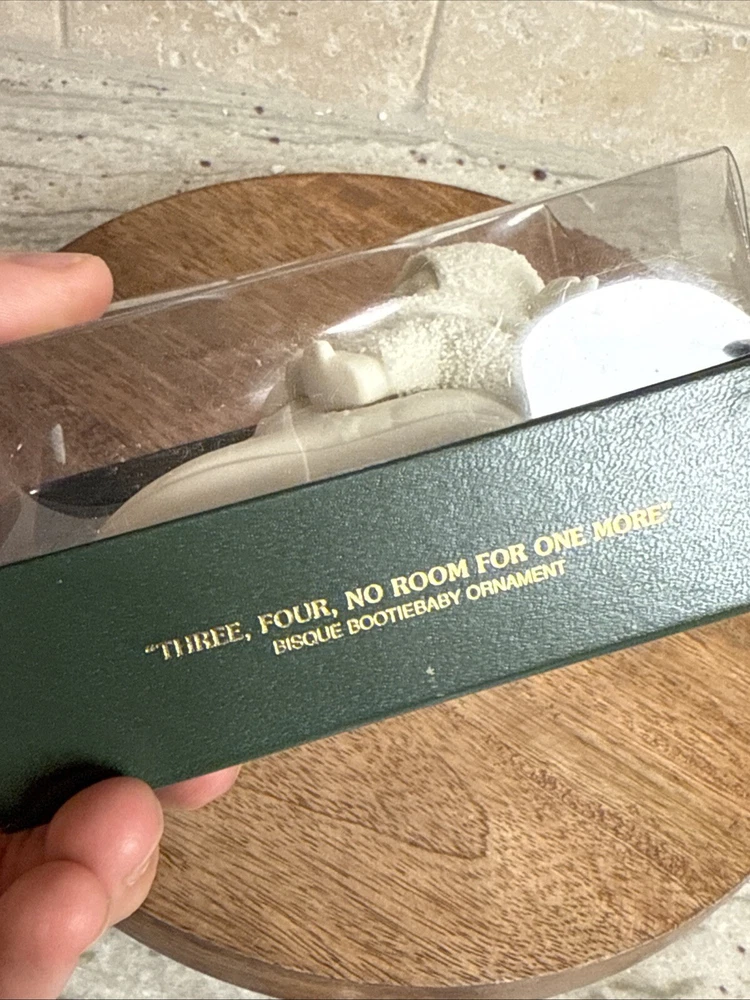 "THREE, FOUR, NO ROOM FOR ONE MORE"
BISQUE BOOTIEBABY ORNAMENT